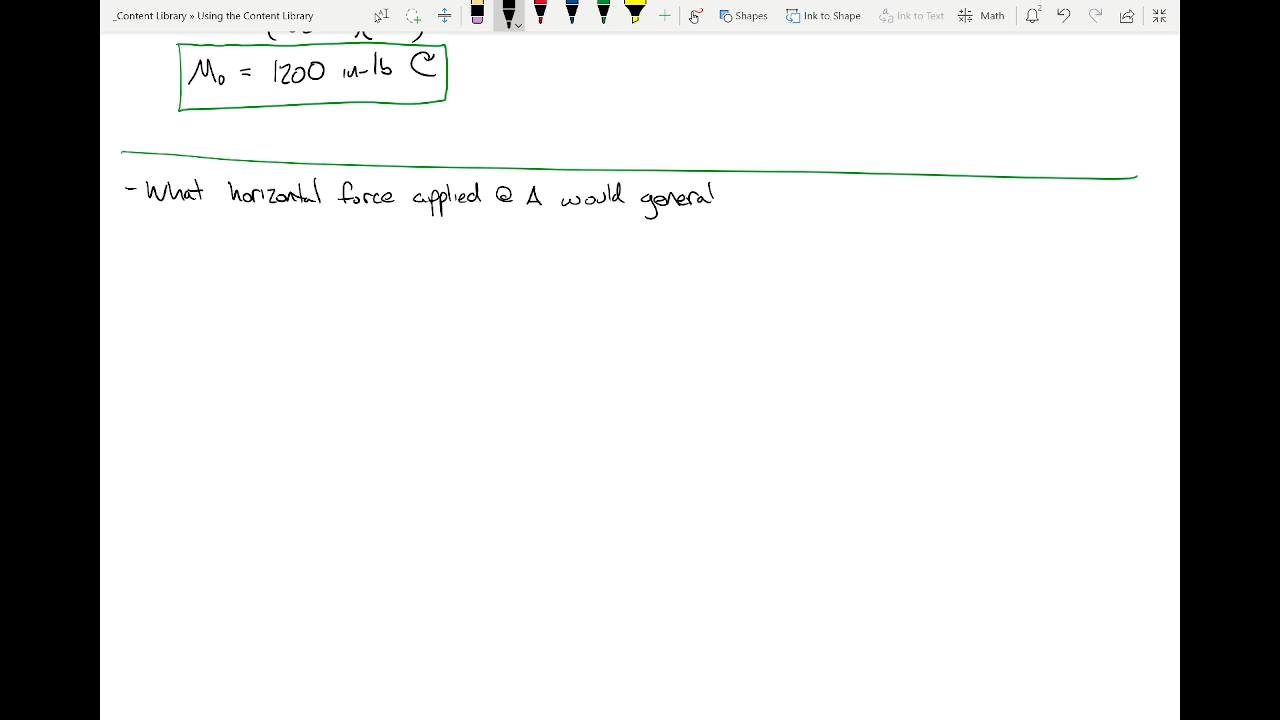 _Content Library » Using the Content Library
Shapes
Ink to Shape
Ink to Text
Math
M₀ = 1200 in-lb
- What horizontal force applied @ A would general